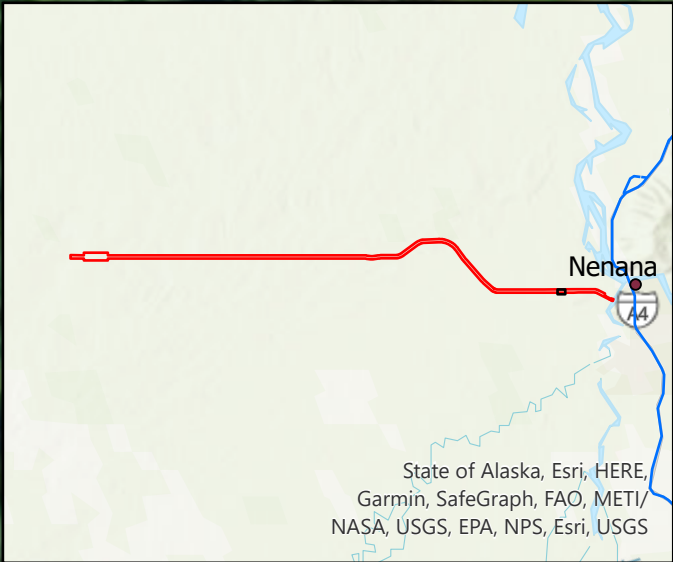 Nenana
A4
State of Alaska, Esri, HERE,
Garmin, SafeGraph, FAO, METI/
NASA, USGS, EPA, NPS, Esri, USGS